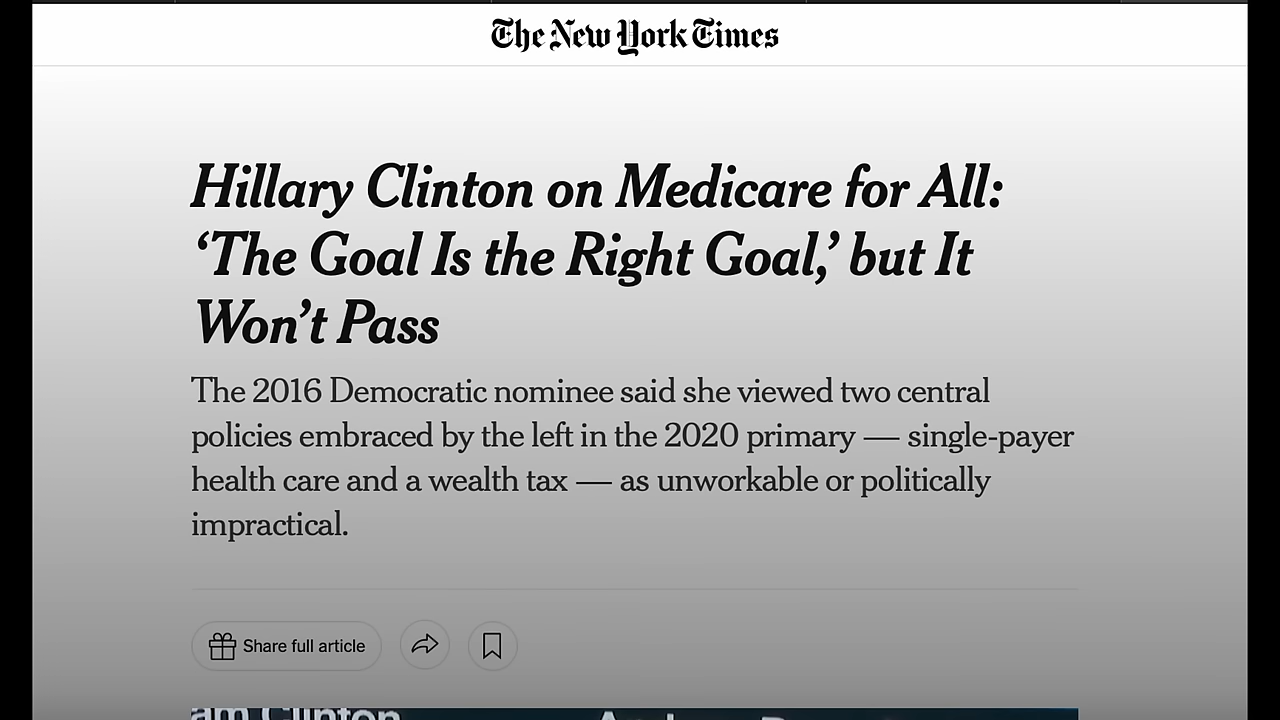 The New York Times
Hillary Clinton on Medicare for All:
‘The Goal Is the Right Goal,’ but It
Won’t Pass
The 2016 Democratic nominee said she viewed two central
policies embraced by the left in the 2020 primary — single-payer
health care and a wealth tax — as unworkable or politically
impractical.
Share full article
am Clinton